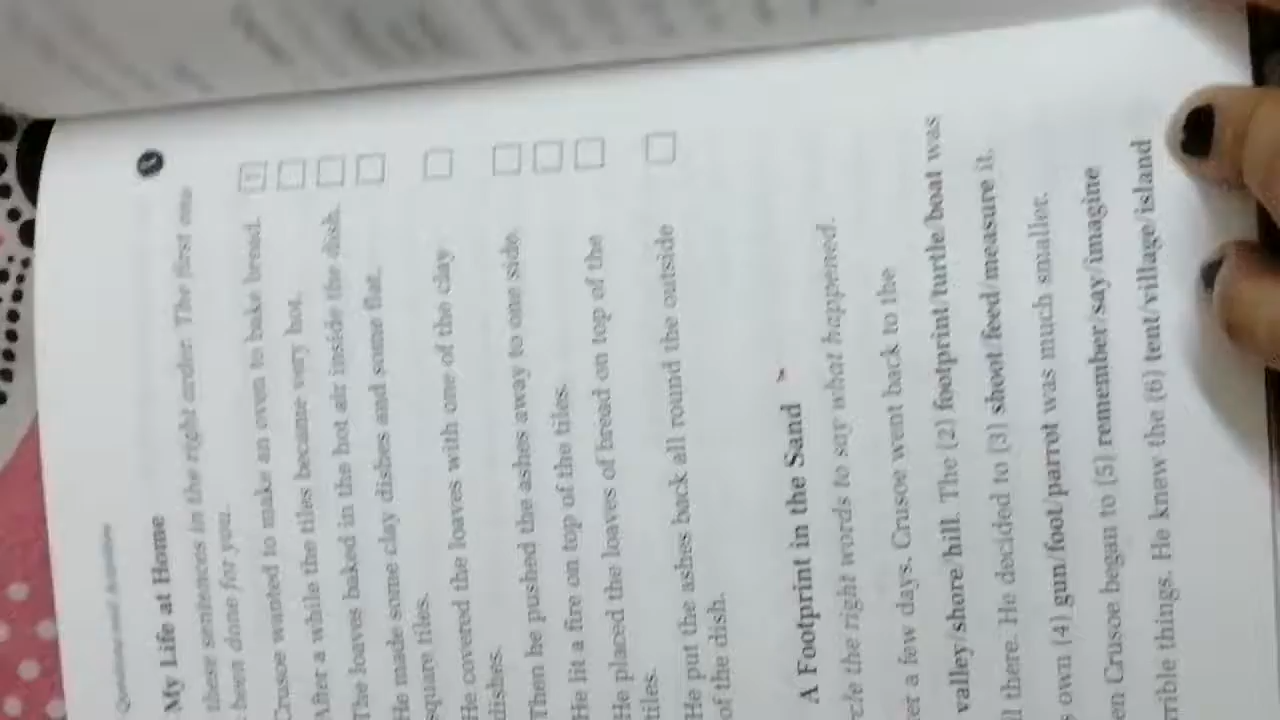 Questions and Activities
My Life at Home
these sentences in the right order. The first one
been done for you.
Crusoe wanted to make an oven to bake bread. 1
After a while the tiles became very hot.
The loaves baked in the hot air inside the dish.
He made some clay dishes and some flat,
square tiles.
He covered the loaves with one of the clay
dishes.
Then he pushed the ashes away to one side.
He lit a fire on top of the tiles.
He placed the loaves of bread on top of the
tiles.
He put the ashes back all round the outside
of the dish.
A Footprint in the Sand
the right words to say what happened.
er a few days, Crusoe went back to the
valley/shore/hill. The (2) footprint/turtle/boat was
ll there. He decided to (3) shoot/feed/measure it.
s own (4) gun/foot/parrot was much smaller.
en Crusoe began to (5) remember/say/imagine
rrible things. He knew the (6) tent/village/island